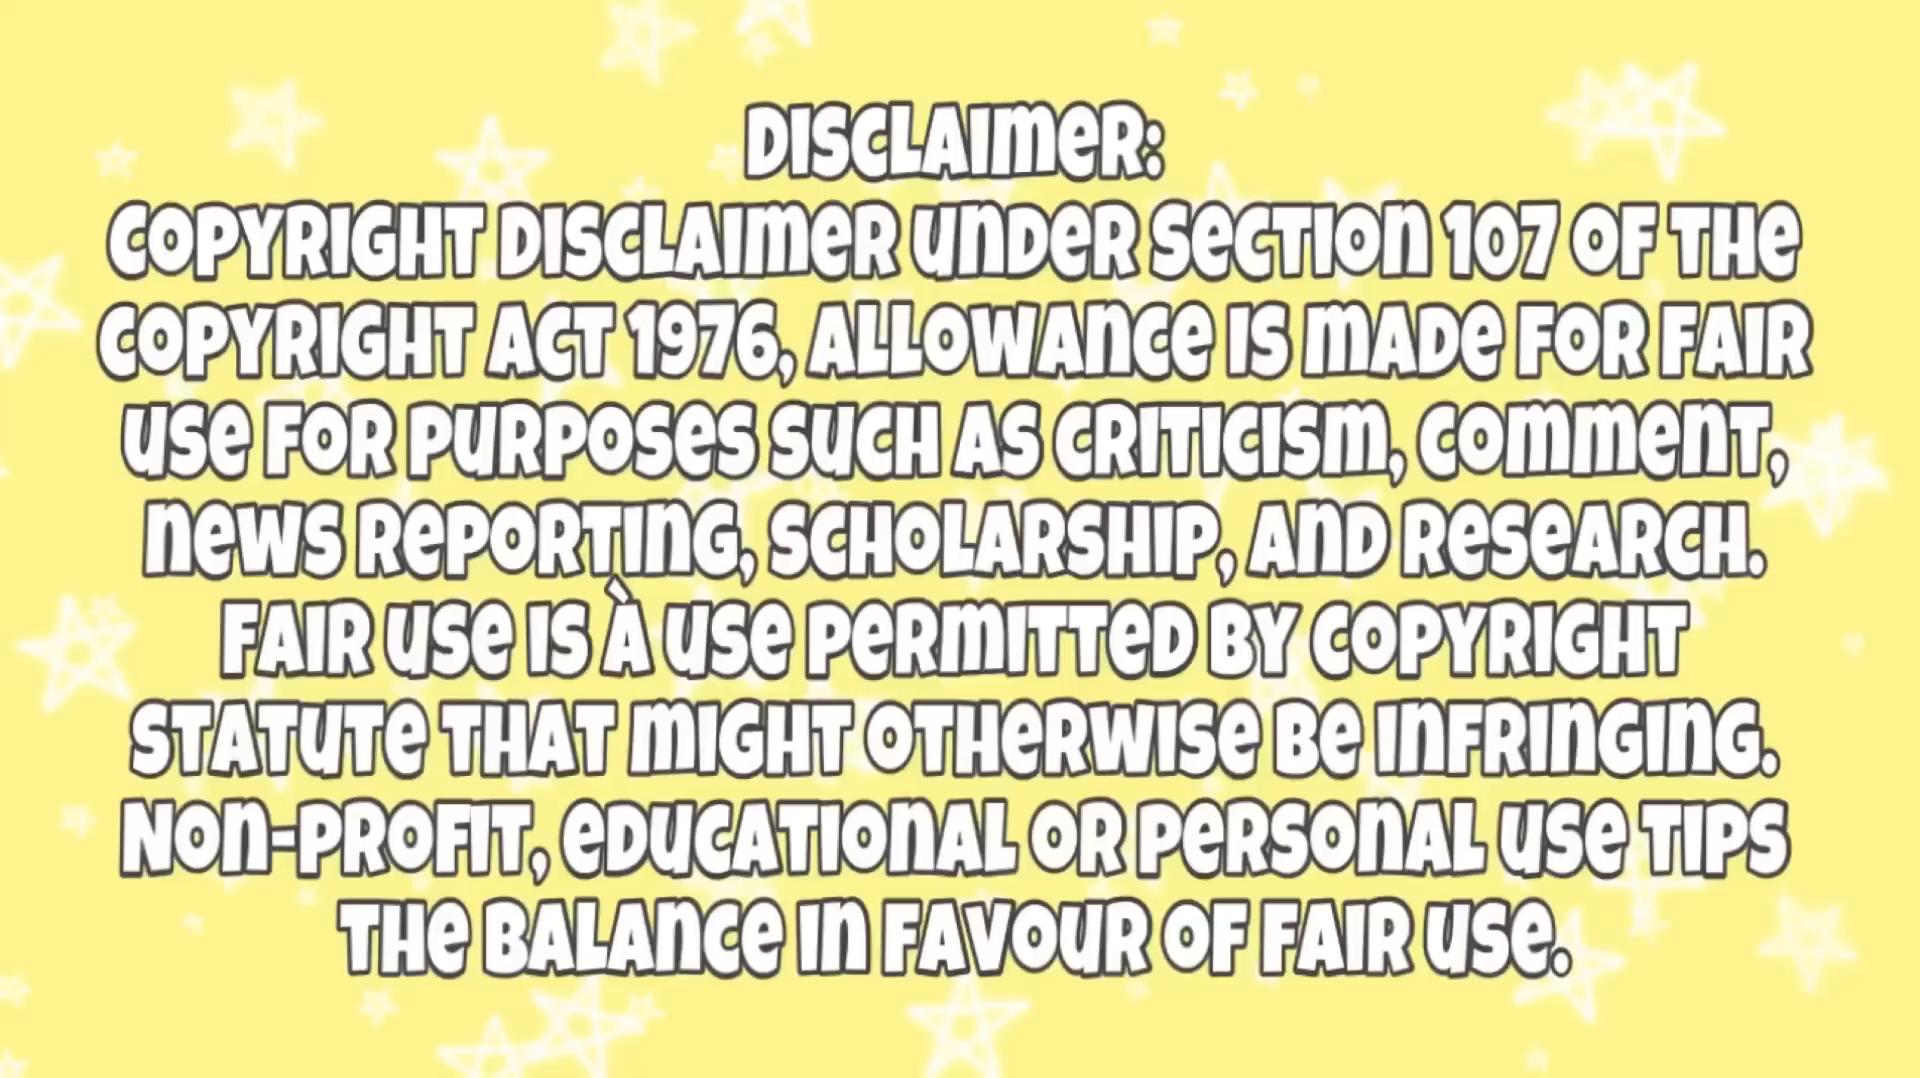 DISCLAIMER:
COPYRIGHT DISCLAIMER UNDER SECTION 107 OF THE
COPYRIGHT ACT 1976, ALLOWANCE IS MADE FOR FAIR
USE FOR PURPOSES SUCH AS CRITICISM, COMMENT,
NEWS REPORTING, SCHOLARSHIP, AND RESEARCH.
FAIR USE IS À USE PERMITTED BY COPYRIGHT
STATUTE THAT MIGHT OTHERWISE BE INFRINGING.
NON-PROFIT, EDUCATIONAL OR PERSONAL USE TIPS
THE BALANCE IN FAVOUR OF FAIR USE.